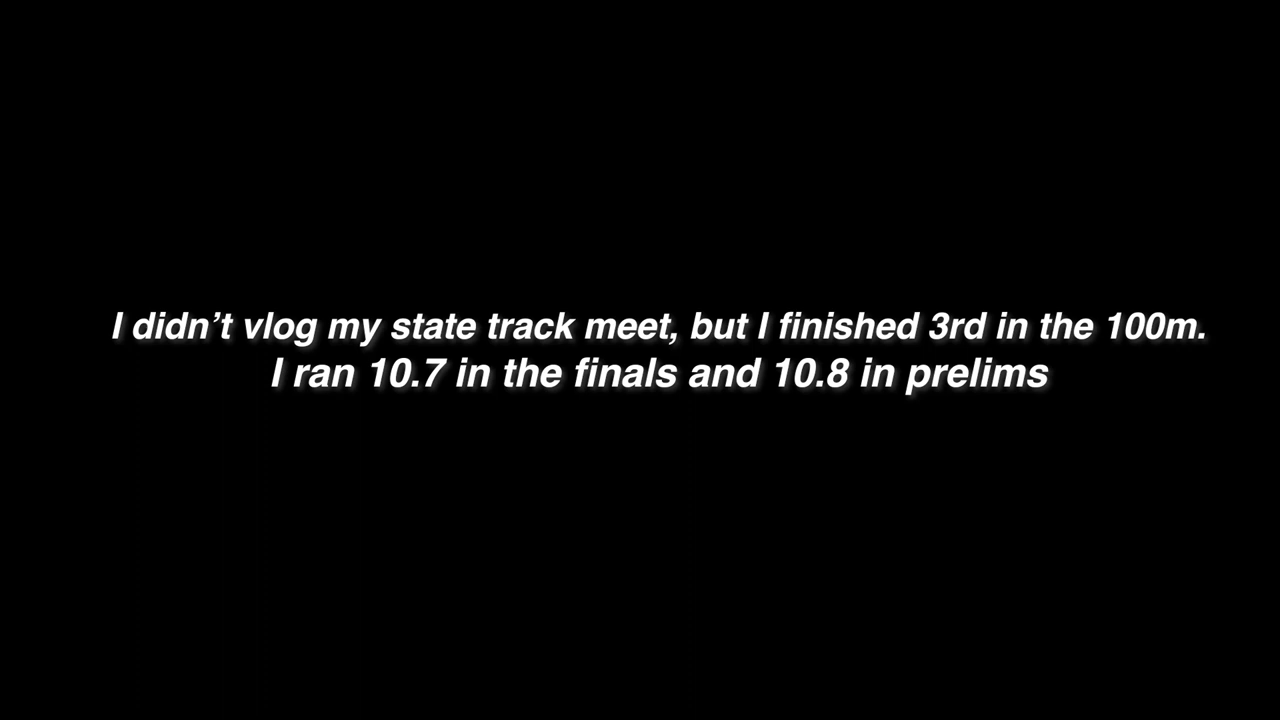 I didn’t vlog my state track meet, but I finished 3rd in the 100m.
I ran 10.7 in the finals and 10.8 in prelims